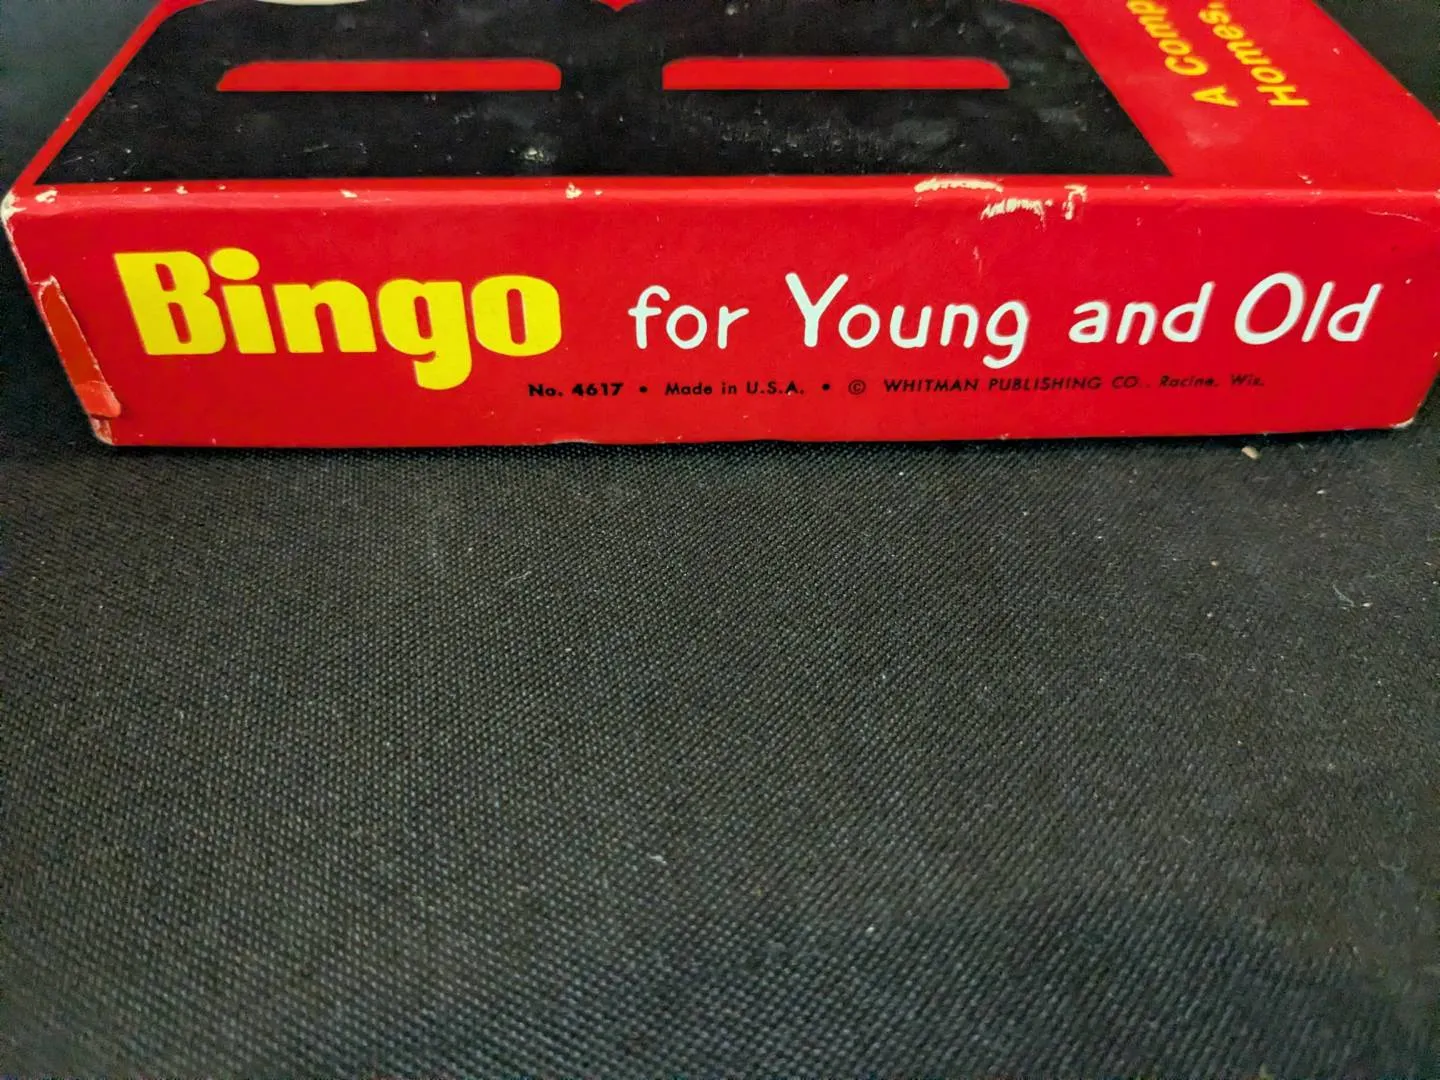 A Comp
Homes,
Bingo for Young and Old
No. 4617 • Made in U.S.A. • © WHITMAN PUBLISHING CO., Racine, Wis.